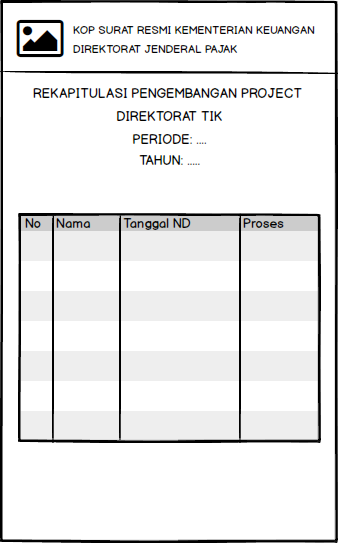 KOP SURAT RESMI KEMENTERIAN KEUANGAN
DIREKTORAT JENDERAL PAJAK
REKAPITULASI PENGEMBANGAN PROJECT
DIREKTORAT TIK
PERIODE: ....
TAHUN: .....
No Nama Tanggal ND Proses